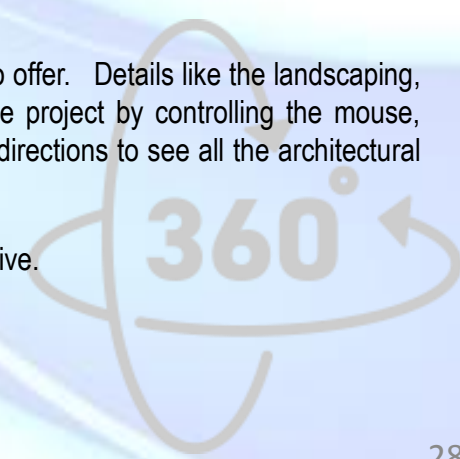 o offer. Details like the landscaping,
e project by controlling the mouse,
directions to see all the architectural
ive.
360°
28